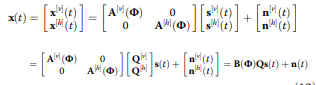 x(t) = [x^[v](t) x^[h](t)] = [A^[v](Φ) 0 0 A^[h](Φ)] [s^[v](t) s^[h](t)] + [n^[v](t) n^[h](t)]
= [A^[v](Φ) 0 0 A^[h](Φ)] [Q^[v] Q^[h]] s(t) + [n^[v](t) n^[h](t)] = B(Φ)Qs(t) + n(t)